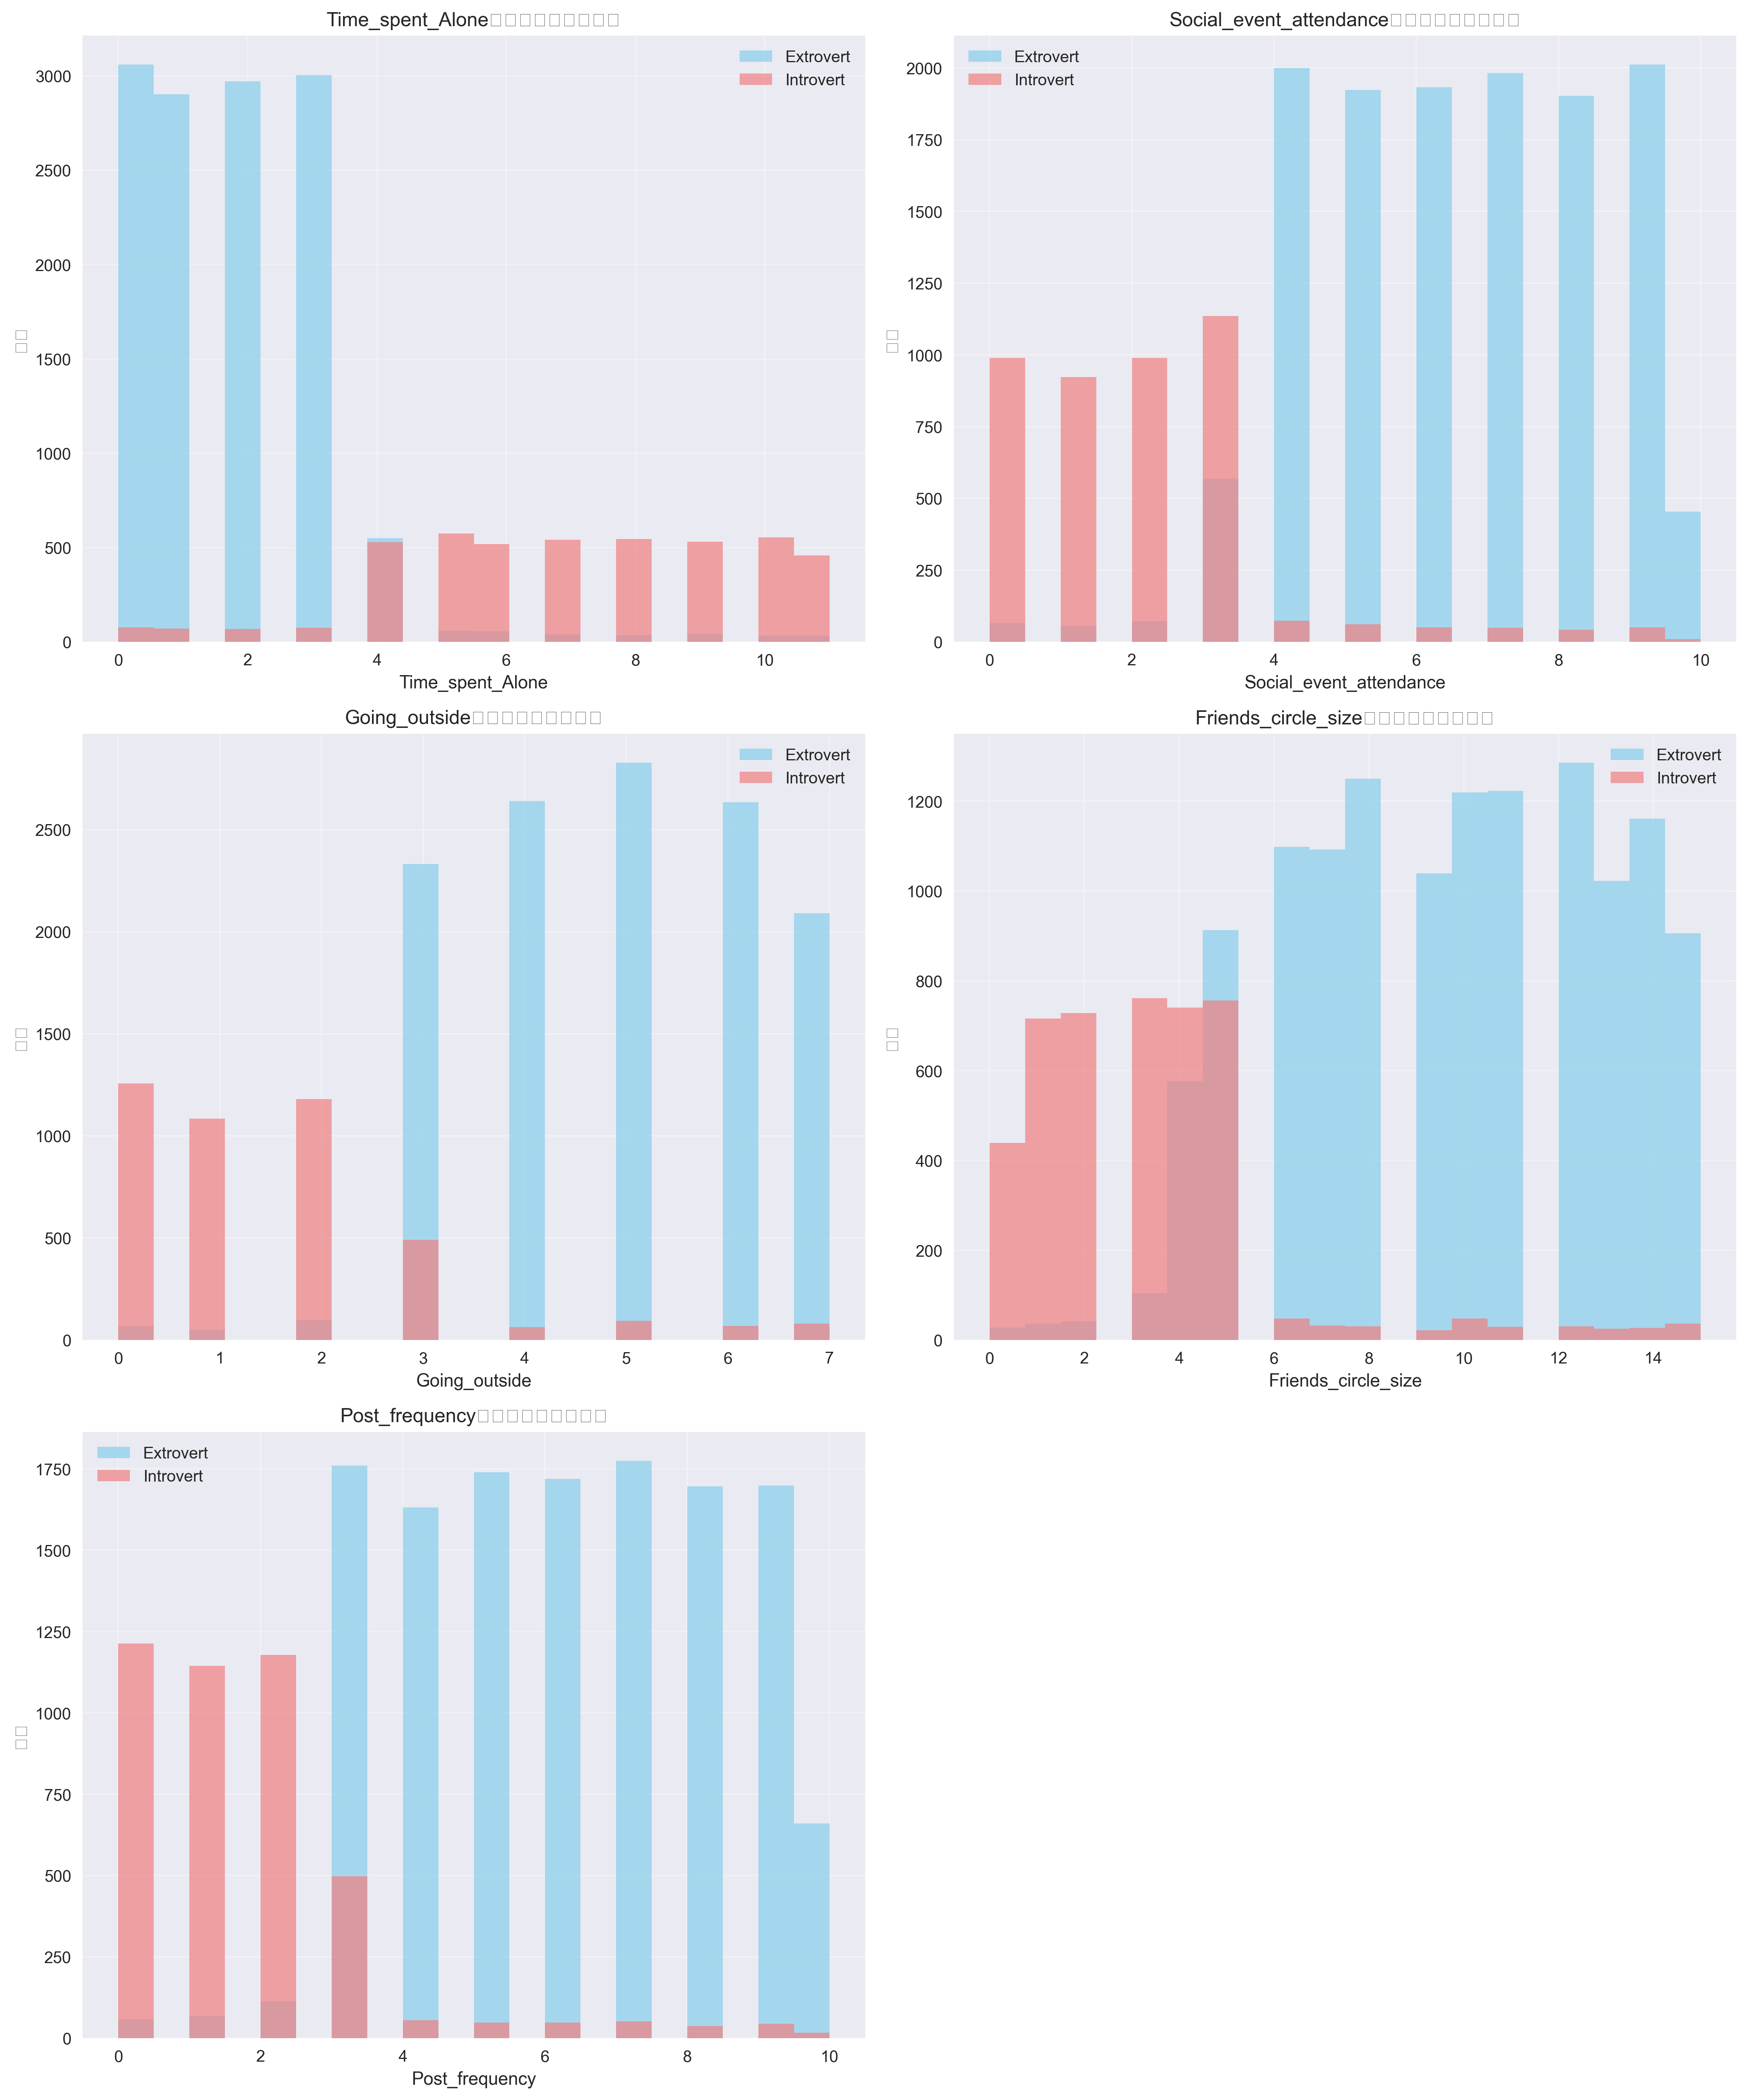 Time_spent_Alone
Extrovert
Introvert
3000
2500
2000
1500
1000
500
0
0 2 4 6 8 10
Time_spent_Alone
Social_event_attendance
Extrovert
Introvert
2000
1750
1500
1250
1000
750
500
250
0
0 2 4 6 8 10
Social_event_attendance
Going_outside
Extrovert
Introvert
2500
2000
1500
1000
500
0
0 1 2 3 4 5 6 7
Going_outside
Friends_circle_size
Extrovert
Introvert
1200
1000
800
600
400
200
0
0 2 4 6 8 10 12 14
Friends_circle_size
Post_frequency
Extrovert
Introvert
1750
1500
1250
1000
750
500
250
0
0 2 4 6 8 10
Post_frequency